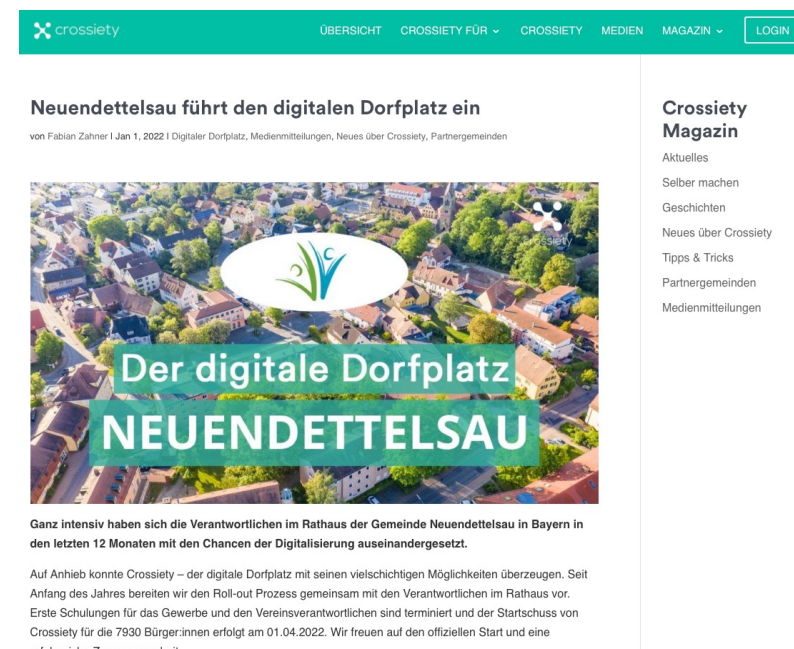 crossiety
ÜBERSICHT CROSSIETY FÜR CROSSIETY MEDIEN MAGAZIN LOGIN
Neuendettelsau führt den digitalen Dorfplatz ein
von Fabian Zahner | Jan 1, 2022 | Digitaler Dorfplatz, Medienmitteilungen, Neues über Crossiety, Partnergemeinden
crossiety
Der digitale Dorfplatz
NEUENDETTELSAU
Ganz intensiv haben sich die Verantwortlichen im Rathaus der Gemeinde Neuendettelsau in Bayern in
den letzten 12 Monaten mit den Chancen der Digitalisierung auseinandergesetzt.
Auf Anhieb konnte Crossiety – der digitale Dorfplatz mit seinen vielschichtigen Möglichkeiten überzeugen. Seit
Anfang des Jahres bereiten wir den Roll-out Prozess gemeinsam mit den Verantwortlichen im Rathaus vor.
Erste Schulungen für das Gewerbe und den Vereinsverantwortlichen sind terminiert und der Startschuss von
Crossiety für die 7930 Bürger:innen erfolgt am 01.04.2022. Wir freuen auf den offiziellen Start und eine
Crossiety
Magazin
Aktuelles
Selber machen
Geschichten
Neues über Crossiety
Tipps & Tricks
Partnergemeinden
Medienmitteilungen